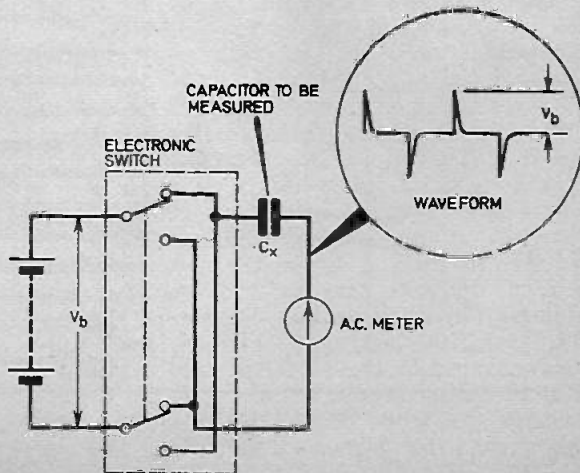 CAPACITOR TO BE
MEASURED
ELECTRONIC
SWITCH
Vb
WAVEFORM
Cx
Vb
A.C. METER